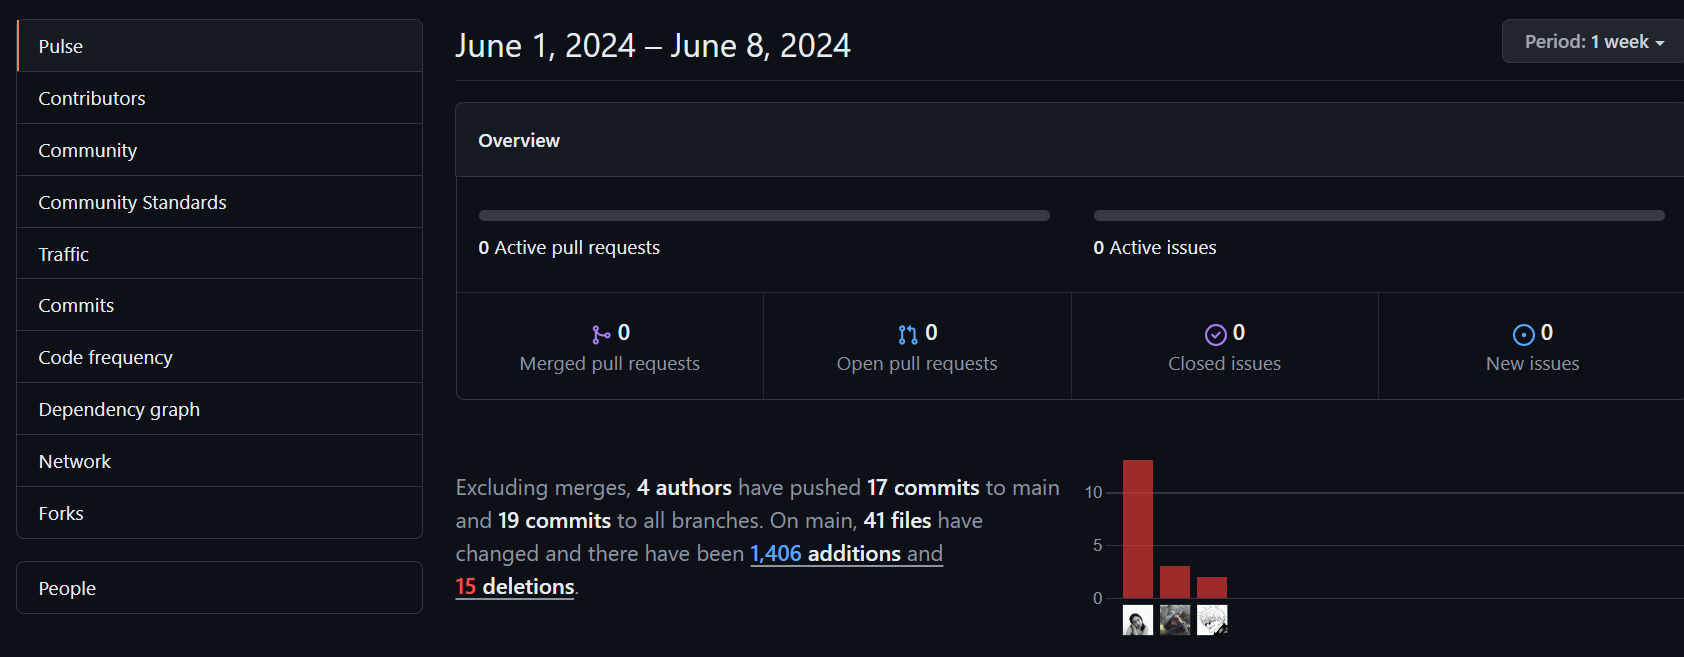 Pulse
Contributors
Community
Community Standards
Traffic
Commits
Code frequency
Dependency graph
Network
Forks
People
June 1, 2024 – June 8, 2024
Period: 1 week
Overview
0 Active pull requests
0 Active issues
0
Merged pull requests
0
Open pull requests
0
Closed issues
0
New issues
Excluding merges, 4 authors have pushed 17 commits to main
and 19 commits to all branches. On main, 41 files have
changed and there have been 1,406 additions and
15 deletions.
10
5
0